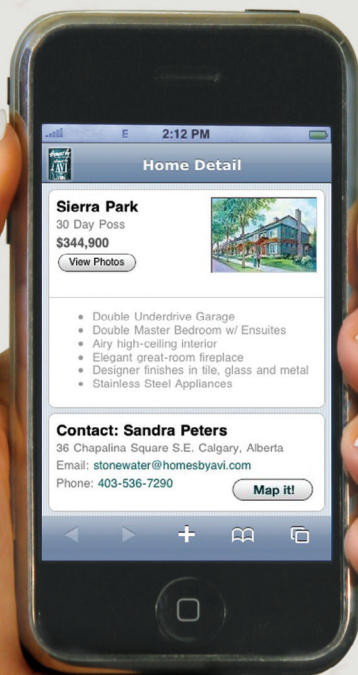 E 2:12 PM
AVI
Home Detail
Sierra Park
30 Day Poss
$344,900
View Photos
Double Underdrive Garage
Double Master Bedroom w/ Ensuites
Airy high-ceiling interior
Elegant great-room fireplace
Designer finishes in tile, glass and metal
Stainless Steel Appliances
Contact: Sandra Peters
36 Chapalina Square S.E. Calgary, Alberta
Email: stonewater@homesbyavi.com
Phone: 403-536-7290
Map it!